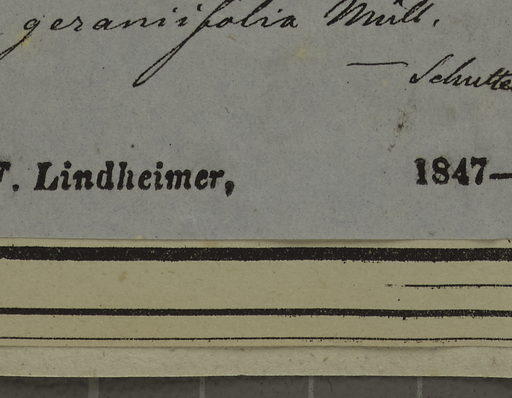 geraniifolia Müll.
— Schutte
F. Lindheimer, 1847—